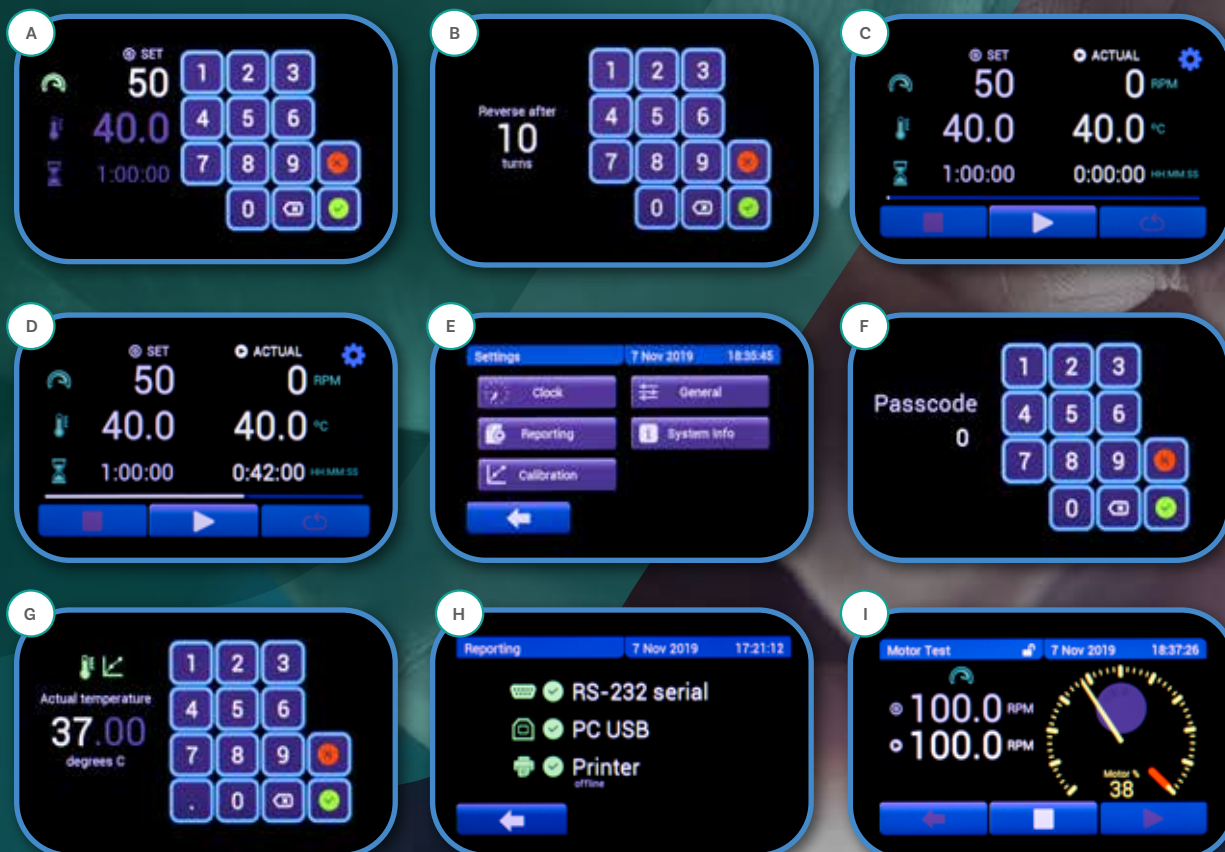 A
SET
50
40.0
1:00:00
1 2 3
4 5 6
7 8 9
0
B
Reverse after
10
turns
1 2 3
4 5 6
7 8 9
0
C
SET ACTUAL
50 0 RPM
40.0 40.0 °C
1:00:00 0:00:00 HH:MM:SS
D
SET ACTUAL
50 0 RPM
40.0 40.0 °C
1:00:00 0:42:00 HH:MM:SS
E
Settings 7 Nov 2019 18:35:45
Clock General
Reporting System Info
Calibration
F
Passcode
0
1 2 3
4 5 6
7 8 9
0
G
Actual temperature
37.00
degrees C
1 2 3
4 5 6
7 8 9
. 0
H
Reporting 7 Nov 2019 17:21:12
RS-232 serial
PC USB
Printer
offline
I
Motor Test 7 Nov 2019 18:37:26
100.0 RPM
100.0 RPM
Motor %
38